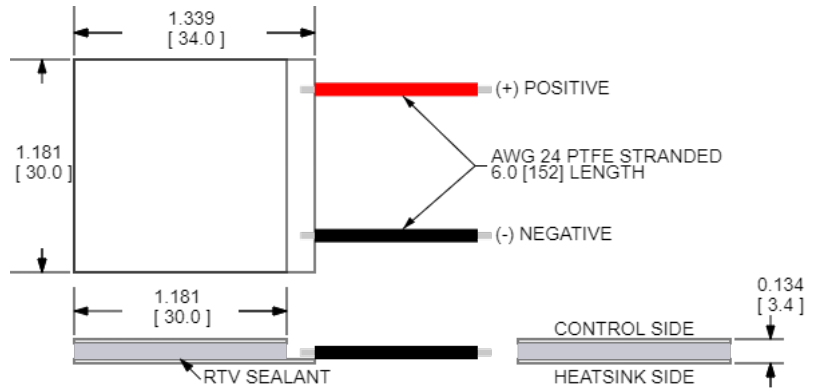 1.339
[ 34.0 ]
(+) POSITIVE
1.181
[ 30.0 ]
AWG 24 PTFE STRANDED
6.0 [152] LENGTH
(-) NEGATIVE
1.181
[ 30.0 ]
0.134
[ 3.4 ]
CONTROL SIDE
RTV SEALANT
HEATSINK SIDE